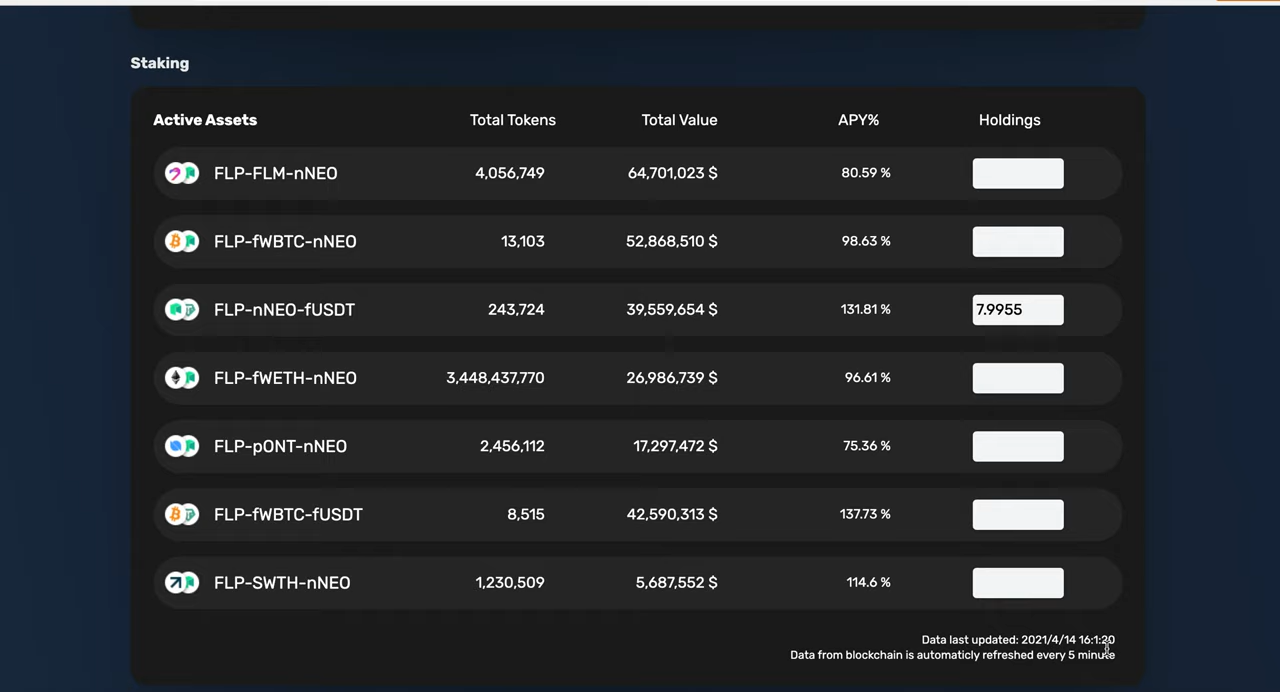 Staking
Active Assets Total Tokens Total Value APY% Holdings
FLP-FLM-nNEO 4,056,749 64,701,023 $ 80.59 %
FLP-fWBTC-nNEO 13,103 52,868,510 $ 98.63 %
FLP-nNEO-fUSDT 243,724 39,559,654 $ 131.81 % 7.9955
FLP-fWETH-nNEO 3,448,437,770 26,986,739 $ 96.61 %
FLP-pONT-nNEO 2,456,112 17,297,472 $ 75.36 %
FLP-fWBTC-fUSDT 8,515 42,590,313 $ 137.73 %
FLP-SWTH-nNEO 1,230,509 5,687,552 $ 114.6 %
Data last updated: 2021/4/14 16:1:20
Data from blockchain is automaticly refreshed every 5 minute